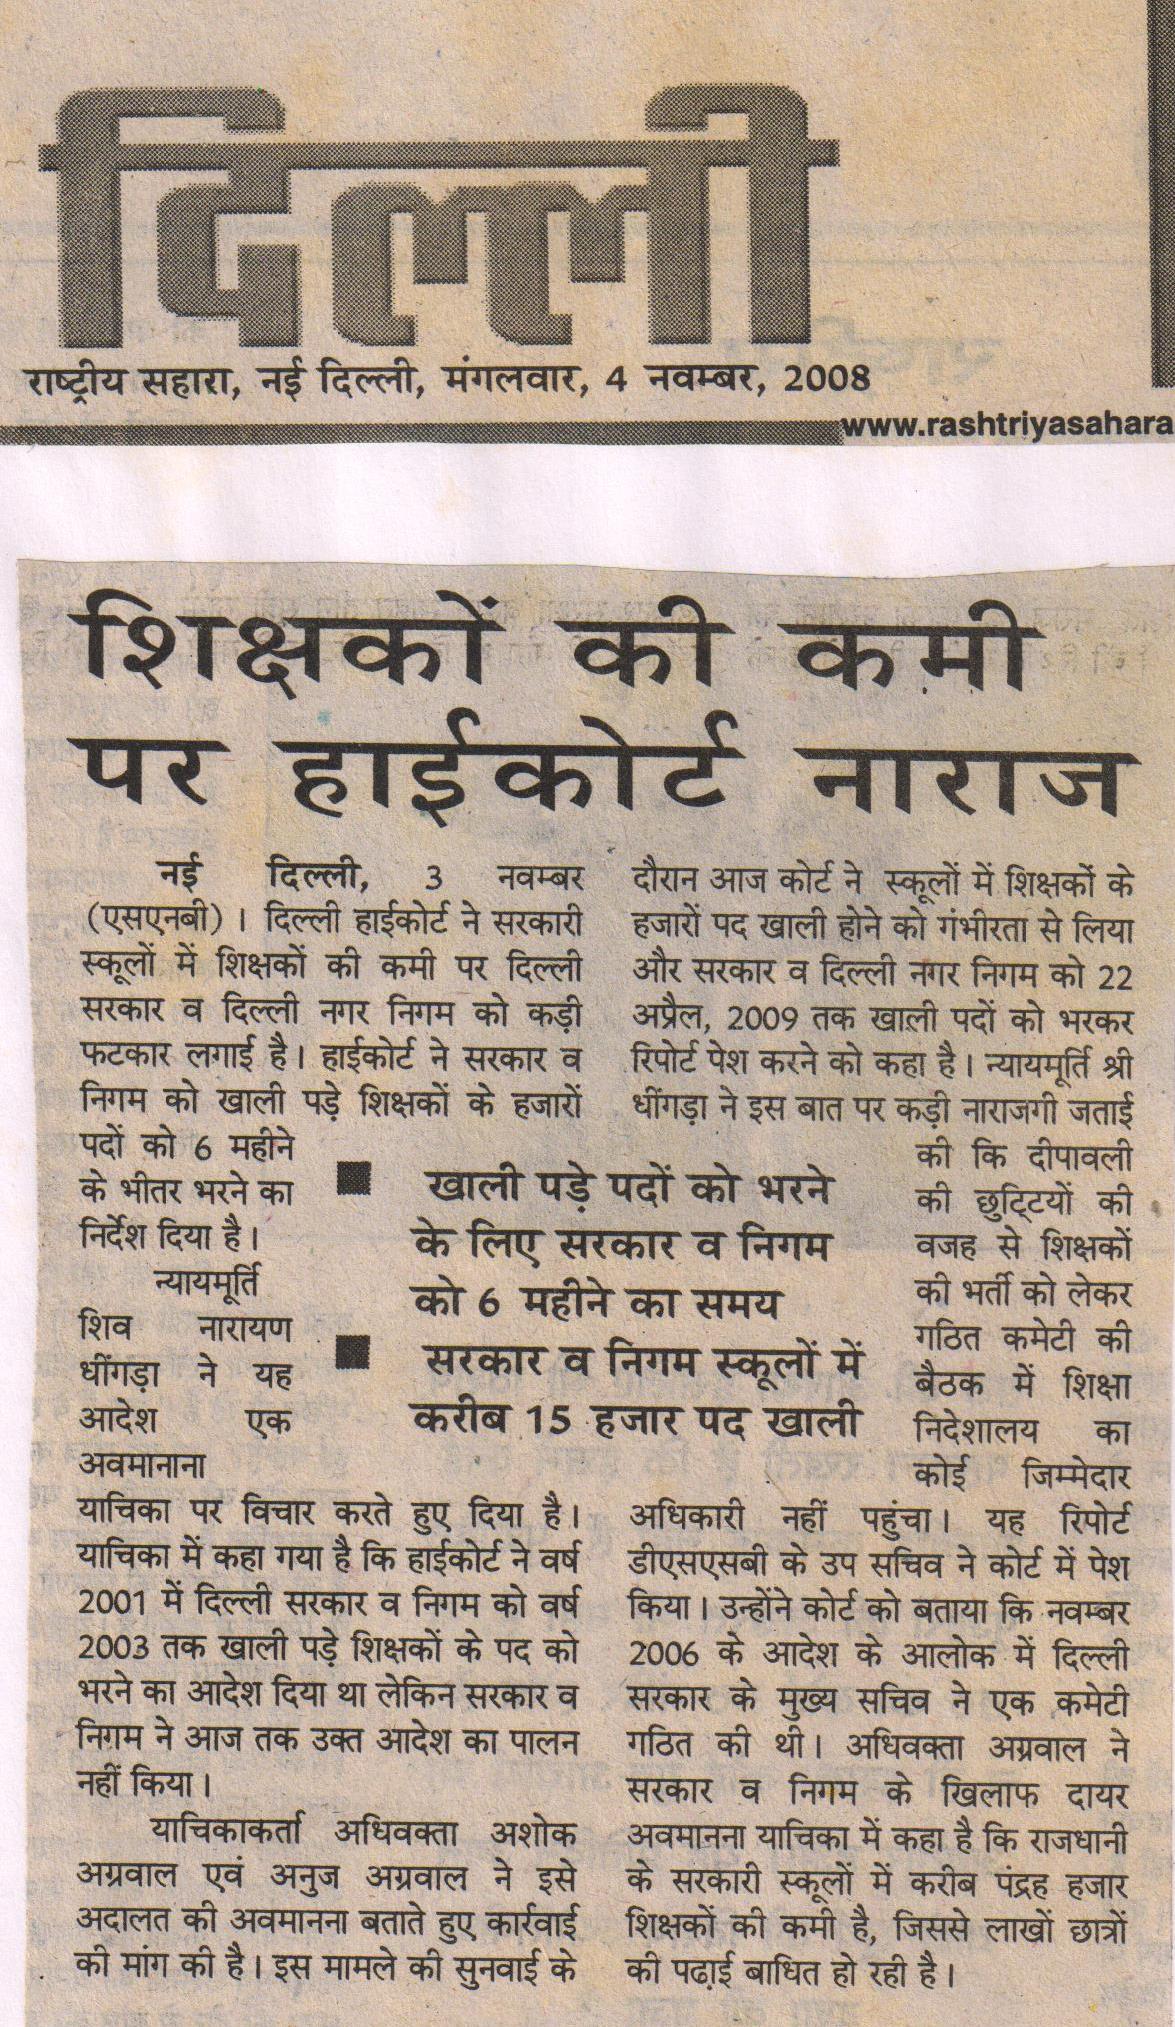 दिल्ली
राष्ट्रीय सहारा, नई दिल्ली, मंगलवार, 4 नवम्बर, 2008
www.rashtriyasahara
शिक्षकों की कमी
पर हाईकोर्ट नाराज
नई दिल्ली, 3 नवम्बर
(एसएनबी)। दिल्ली हाईकोर्ट ने सरकारी
स्कूलों में शिक्षकों की कमी पर दिल्ली
सरकार व दिल्ली नगर निगम को कड़ी
फटकार लगाई है। हाईकोर्ट ने सरकार व
निगम को खाली पड़े शिक्षकों के हजारों
पदों को 6 महीने
के भीतर भरने का
निर्देश दिया है।
न्यायमूर्ति
शिव नारायण
धींगड़ा ने यह
आदेश एक
अवमानाना
याचिका पर विचार करते हुए दिया है।
याचिका में कहा गया है कि हाईकोर्ट ने वर्ष
2001 में दिल्ली सरकार व निगम को वर्ष
2003 तक खाली पड़े शिक्षकों के पद को
भरने का आदेश दिया था लेकिन सरकार व
निगम ने आज तक उक्त आदेश का पालन
नहीं किया।
याचिकाकर्ता अधिवक्ता अशोक
अग्रवाल एवं अनुज अग्रवाल ने इसे
अदालत की अवमानना बताते हुए कार्रवाई
की मांग की है। इस मामले की सुनवाई के
■ खाली पड़े पदों को भरने
के लिए सरकार व निगम
को 6 महीने का समय
■ सरकार व निगम स्कूलों में
करीब 15 हजार पद खाली
दौरान आज कोर्ट ने स्कूलों में शिक्षकों के
हजारों पद खाली होने को गंभीरता से लिया
और सरकार व दिल्ली नगर निगम को 22
अप्रैल, 2009 तक खाली पदों को भरकर
रिपोर्ट पेश करने को कहा है। न्यायमूर्ति श्री
धींगड़ा ने इस बात पर कड़ी नाराजगी जताई
की कि दीपावली
की छुट्टियों की
वजह से शिक्षकों
की भर्ती को लेकर
गठित कमेटी की
बैठक में शिक्षा
निदेशालय का
कोई जिम्मेदार
अधिकारी नहीं पहुंचा। यह रिपोर्ट
डीएसएसबी के उप सचिव ने कोर्ट में पेश
किया। उन्होंने कोर्ट को बताया कि नवम्बर
2006 के आदेश के आलोक में दिल्ली
सरकार के मुख्य सचिव ने एक कमेटी
गठित की थी। अधिवक्ता अग्रवाल ने
सरकार व निगम के खिलाफ दायर
अवमानना याचिका में कहा है कि राजधानी
के सरकारी स्कूलों में करीब पंद्रह हजार
शिक्षकों की कमी है, जिससे लाखों छात्रों
की पढ़ाई बाधित हो रही है।